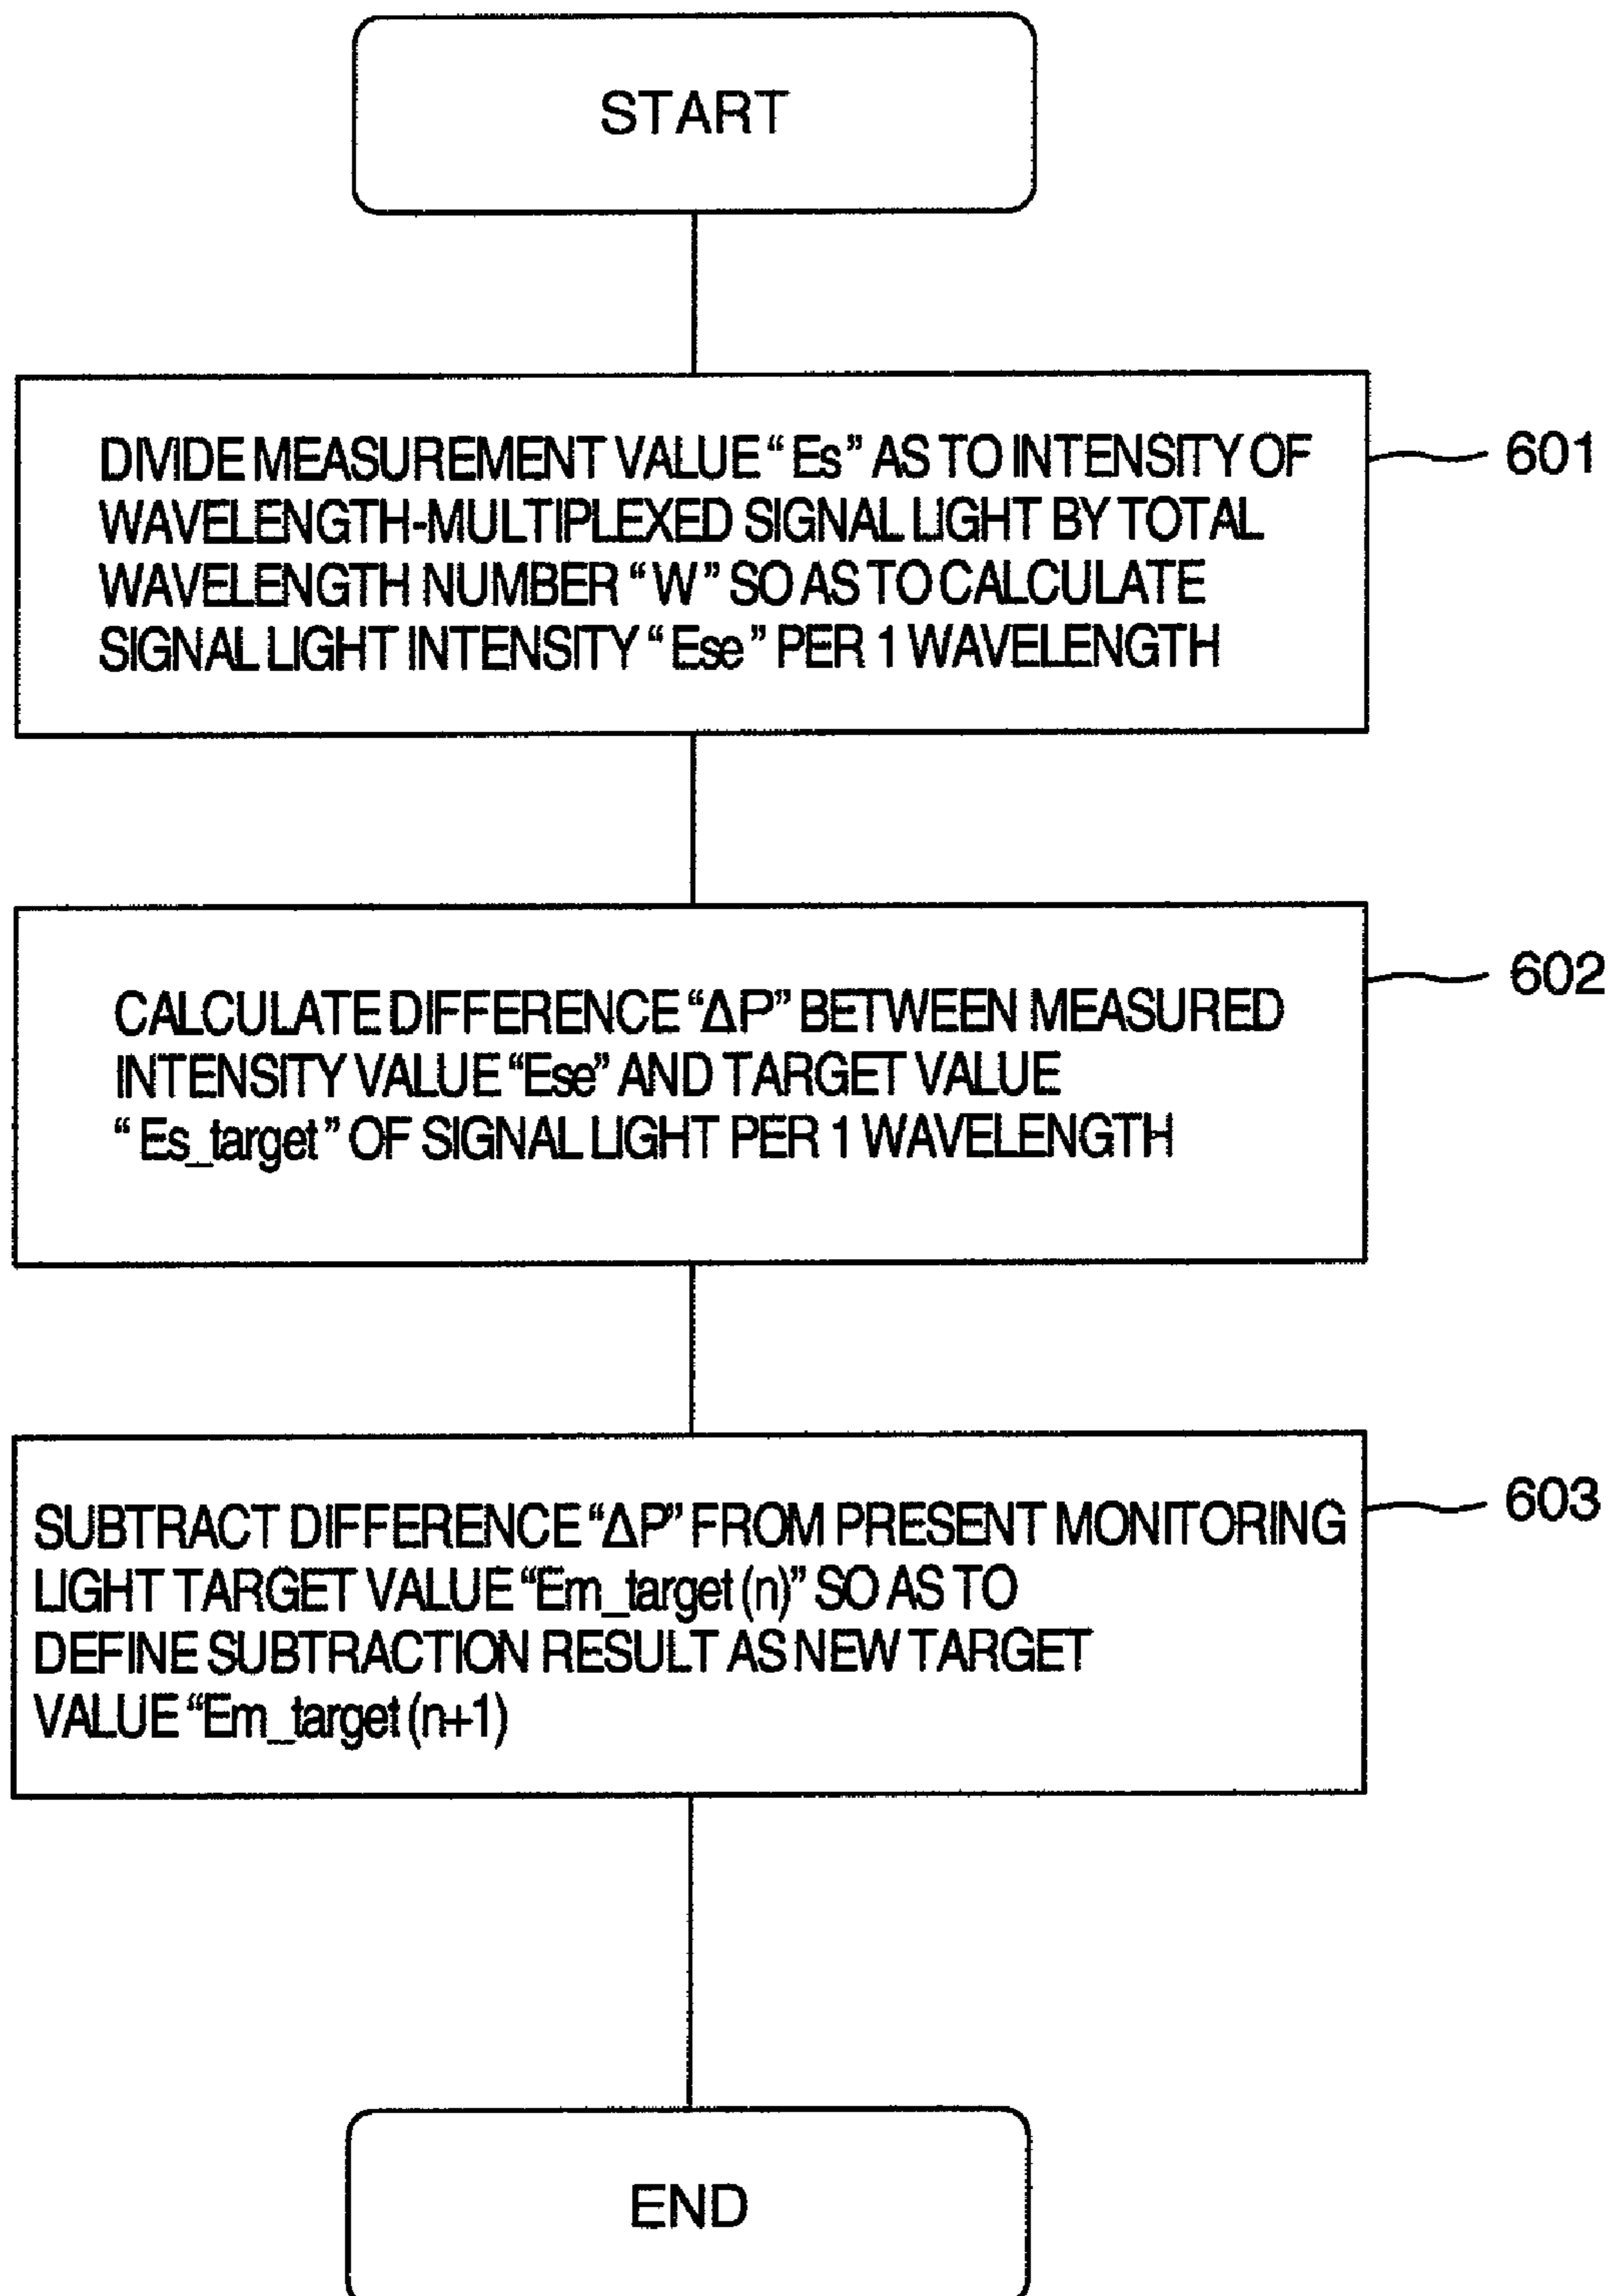 START
DIVIDE MEASUREMENT VALUE “Es” AS TO INTENSITY OF
WAVELENGTH-MULTIPLEXED SIGNAL LIGHT BY TOTAL
WAVELENGTH NUMBER “W” SO AS TO CALCULATE
SIGNAL LIGHT INTENSITY “Ese” PER 1 WAVELENGTH
601
CALCULATE DIFFERENCE “ΔP” BETWEEN MEASURED
INTENSITY VALUE “Ese” AND TARGET VALUE
“Es_target” OF SIGNAL LIGHT PER 1 WAVELENGTH
602
SUBTRACT DIFFERENCE “ΔP” FROM PRESENT MONITORING
LIGHT TARGET VALUE “Em_target (n)” SO AS TO
DEFINE SUBTRACTION RESULT AS NEW TARGET
VALUE “Em_target (n+1)
603
END